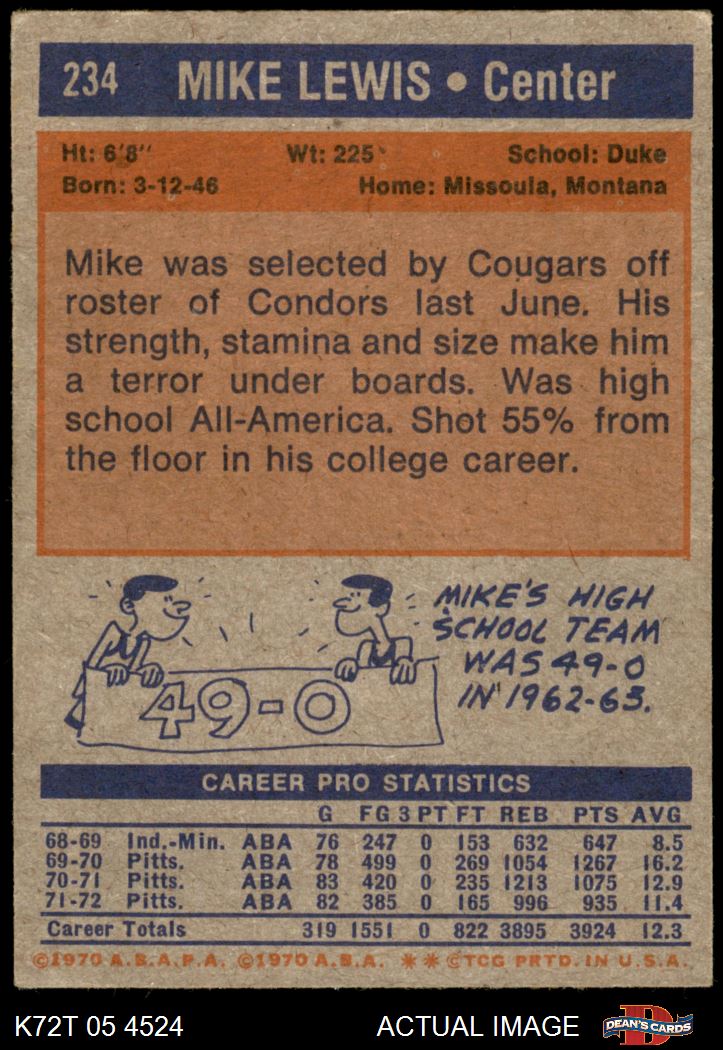 234 MIKE LEWIS • Center
Ht: 6'8" Wt: 225 School: Duke
Born: 3-12-46 Home: Missoula, Montana
Mike was selected by Cougars off
roster of Condors last June. His
strength, stamina and size make him
a terror under boards. Was high
school All-America. Shot 55% from
the floor in his college career.
MIKE'S HIGH
SCHOOL TEAM
WAS 49-0
IN 1962-63.
49-0
CAREER PRO STATISTICS
G FG 3 PT FT REB PTS AVG
68-69 Ind.-Min. ABA 76 247 0 153 632 647 8.5
69-70 Pitts. ABA 78 499 0 269 1054 1267 16.2
70-71 Pitts. ABA 83 420 0 235 1213 1075 12.9
71-72 Pitts. ABA 82 385 0 165 996 935 11.4
Career Totals 319 1551 0 822 3895 3924 12.3
©1970 A.B.A.P.A. ©1970 A.B.A. ** ©TCG PRTD. IN U.S.A.
K72T 05 4524 ACTUAL IMAGE D DEAN'S CARDS